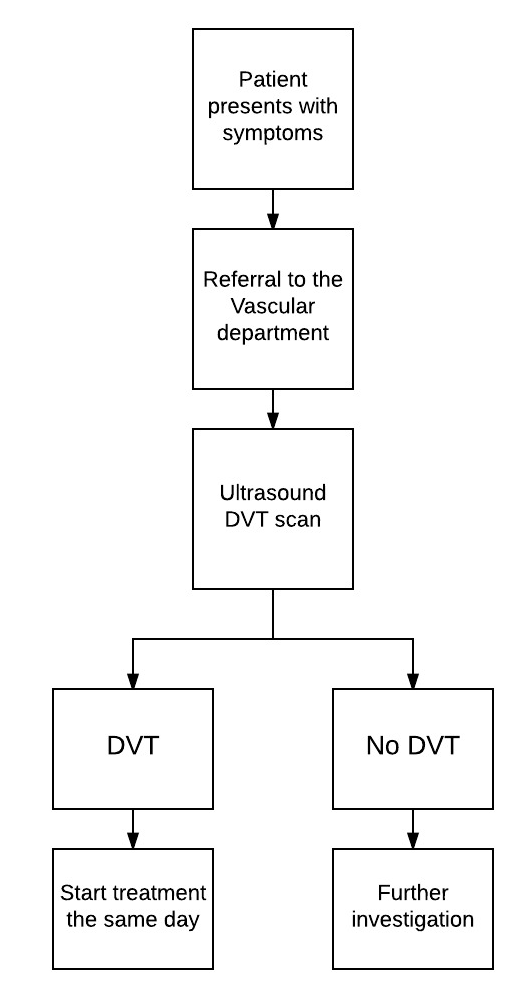 Patient
presents with
symptoms
Referral to the
Vascular
department
Ultrasound
DVT scan
DVT
No DVT
Start treatment
the same day
Further
investigation